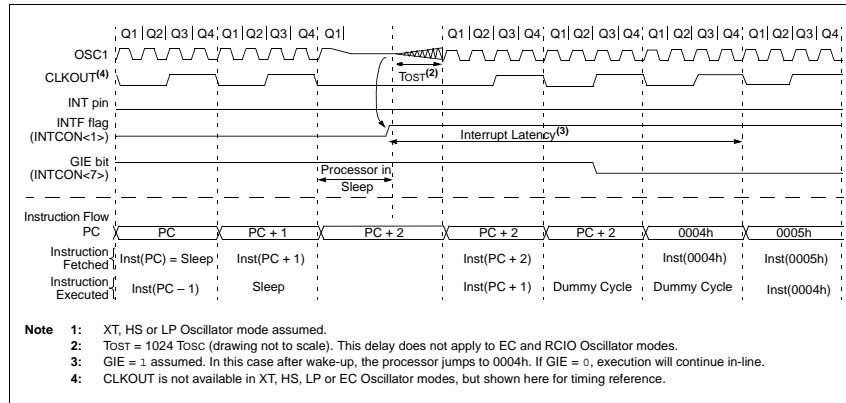 Q1 Q2 Q3 Q4 Q1 Q2 Q3 Q4 Q1 Q1 Q2 Q3 Q4 Q1 Q2 Q3 Q4 Q1 Q2 Q3 Q4 Q1 Q2 Q3 Q4
OSC1
CLKOUT(4)
TOST(2)
INT pin
INTF flag
(INTCON<1>)
Interrupt Latency(3)
GIE bit
(INTCON<7>)
Processor in
Sleep
Instruction Flow
PC PC PC + 1 PC + 2 PC + 2 PC + 2 0004h 0005h
Instruction
Fetched Inst(PC) = Sleep Inst(PC + 1) Inst(PC + 2) Inst(0004h) Inst(0005h)
Instruction
Executed Inst(PC – 1) Sleep Inst(PC + 1) Dummy Cycle Dummy Cycle Inst(0004h)
Note 1: XT, HS or LP Oscillator mode assumed.
2: TOST = 1024 TOSC (drawing not to scale). This delay does not apply to EC and RCIO Oscillator modes.
3: GIE = 1 assumed. In this case after wake-up, the processor jumps to 0004h. If GIE = 0, execution will continue in-line.
4: CLKOUT is not available in XT, HS, LP or EC Oscillator modes, but shown here for timing reference.